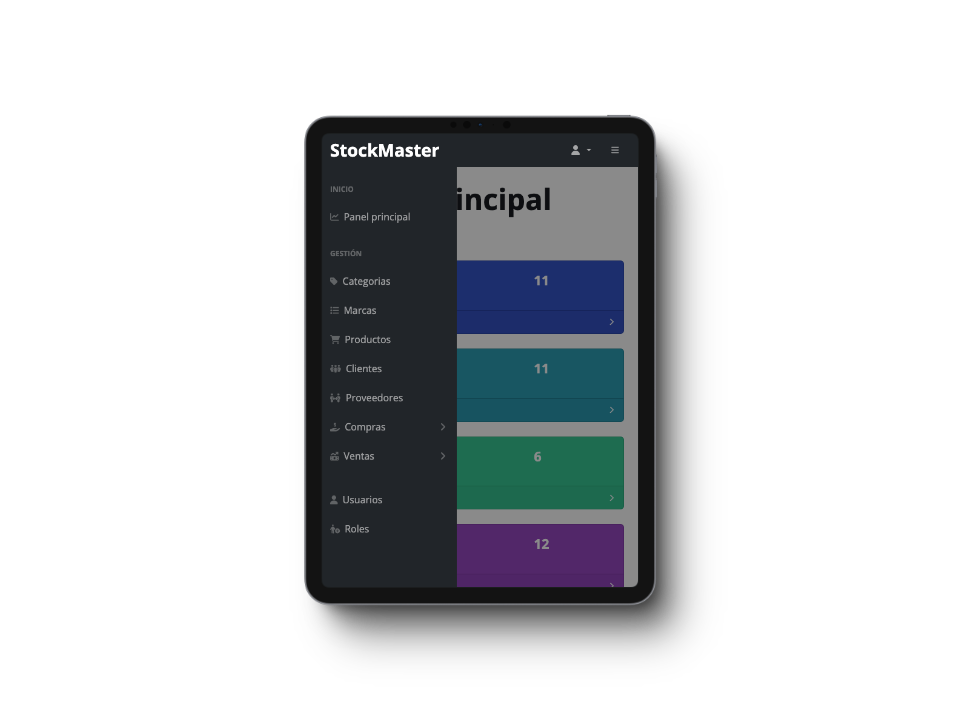 StockMaster
INICIO
Panel principal
GESTIÓN
Categorias
Marcas
Productos
Clientes
Proveedores
Compras
Ventas
Usuarios
Roles
incipal
11
11
6
12